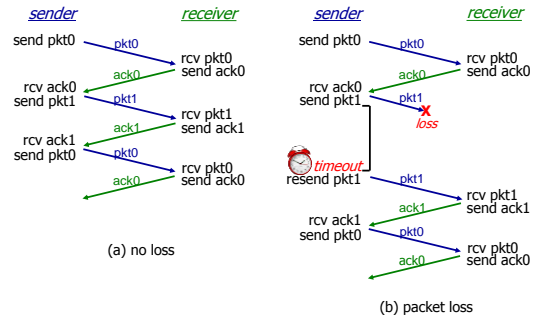 sender
receiver
send pkt0
pkt0
rcv pkt0
send ack0
ack0
rcv ack0
send pkt1
pkt1
rcv pkt1
send ack1
ack1
rcv ack1
send pkt0
pkt0
rcv pkt0
send ack0
ack0
(a) no loss
sender
receiver
send pkt0
pkt0
rcv pkt0
send ack0
ack0
rcv ack0
send pkt1
pkt1
X
loss
timeout
resend pkt1
pkt1
rcv pkt1
send ack1
ack1
rcv ack1
send pkt0
pkt0
rcv pkt0
send ack0
ack0
(b) packet loss